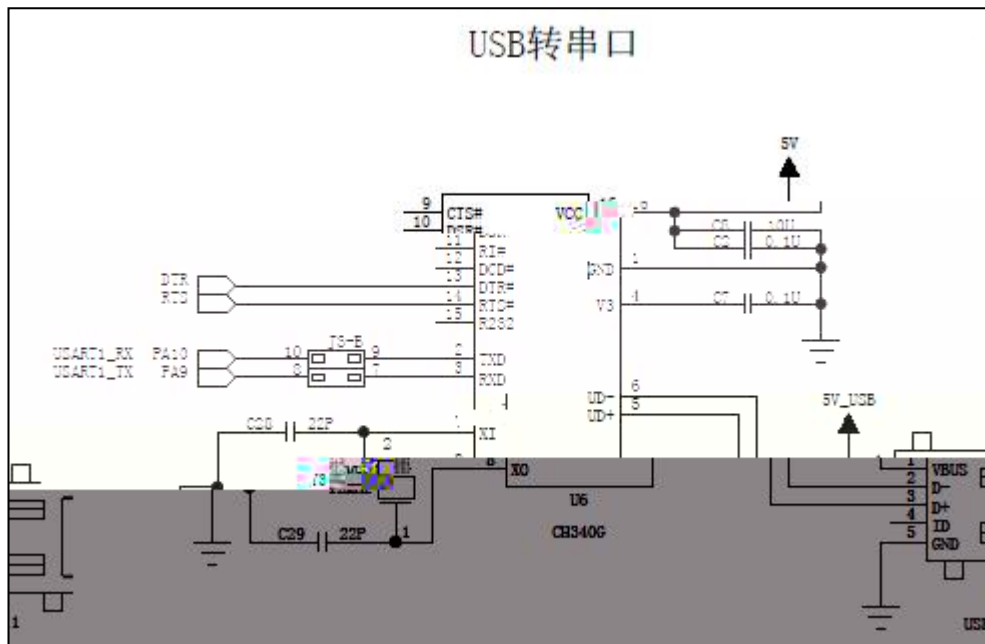 USB转串口
5V
9 CTS# VCC
10 DSR#
11 RI# C2 0.1U
12 DCD# GND 1
13 DTR# DTR
14 RTS# RTS V3 4 C7 0.1U
15 R232
J3-B
USART1_RX PA10 10 9 2 TXD
USART1_TX PA9 8 7 3 RXD
UD- 6
UD+ 5
5V_USB
C28 22P XI
2
8 XO
1 VBUS
2 D-
3 D+
4 ID
5 GND
U6
CH340G
C29 22P 1
1